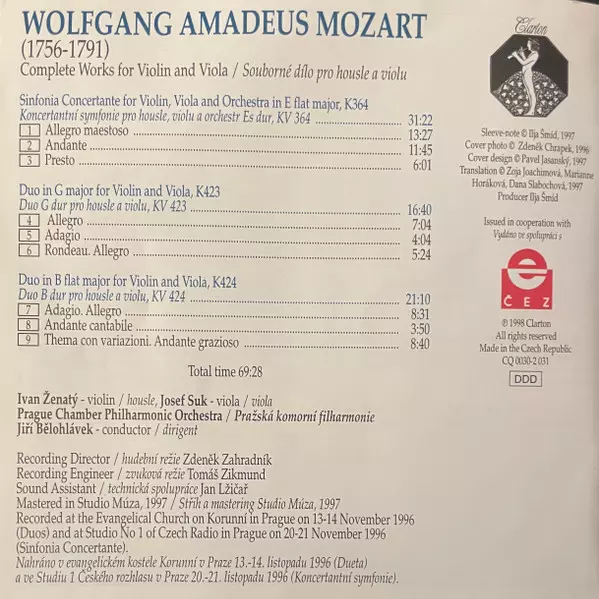 WOLFGANG AMADEUS MOZART
(1756-1791)
Complete Works for Violin and Viola / Souborné dílo pro housle a violu
Sinfonia Concertante for Violin, Viola and Orchestra in E flat major, K364
Koncertantní symfonie pro housle, violu a orchestr Es dur, KV 364 31:22
1 Allegro maestoso 13:27
2 Andante 11:45
3 Presto 6:01
Duo in G major for Violin and Viola, K423
Duo G dur pro housle a violu, KV 423 16:40
4 Allegro 7:04
5 Adagio 4:04
6 Rondeau. Allegro 5:24
Duo in B flat major for Violin and Viola, K424
Duo B dur pro housle a violu, KV 424 21:10
7 Adagio. Allegro 8:31
8 Andante cantabile 3:50
9 Thema con variazioni. Andante grazioso 8:40
Total time 69:28
Ivan Ženatý - violin / housle, Josef Suk - viola / viola
Prague Chamber Philharmonic Orchestra / Pražská komorní filharmonie
Jiří Bělohlávek - conductor / dirigent
Recording Director / hudební režie Zdeněk Zahradník
Recording Engineer / zvuková režie Tomáš Zikmund
Sound Assistant / technická spolupráce Jan Lžičař
Mastered in Studio Múza, 1997 / Střih a mastering Studio Múza, 1997
Recorded at the Evangelical Church on Korunní in Prague on 13-14 November 1996
(Duos) and at Studio No 1 of Czech Radio in Prague on 20-21 November 1996
(Sinfonia Concertante).
Nahráno v evangelickém kostele Korunní v Praze 13.-14. listopadu 1996 (Dueta)
a ve Studiu 1 Českého rozhlasu v Praze 20.-21. listopadu 1996 (Koncertantní symfonie).
Clarton
Sleeve-note © Ilja Šmíd, 1997
Cover photo © Zdeněk Chrapek, 1996
Cover design © Pavel Jasanský, 1997
Translation © Zoja Joachimová, Marianne
Horáková, Dana Slabochová, 1997
Producer Ilja Šmíd
Issued in cooperation with
Vydáno ve spolupráci s
e
ČEZ
℗ 1998 Clarton
All rights reserved
Made in the Czech Republic
CQ 0030-2 031
DDD